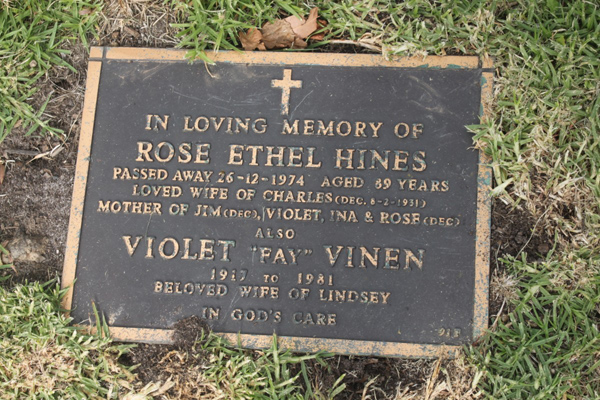 IN LOVING MEMORY OF
ROSE ETHEL HINES
PASSED AWAY 26-12-1974 AGED 89 YEARS
LOVED WIFE OF CHARLES (DEC. 8-2-1931)
MOTHER OF JIM (DEC), VIOLET, INA & ROSE (DEC)
ALSO
VIOLET "FAY" VINEN
1917 TO 1981
BELOVED WIFE OF LINDSEY
IN GOD'S CARE